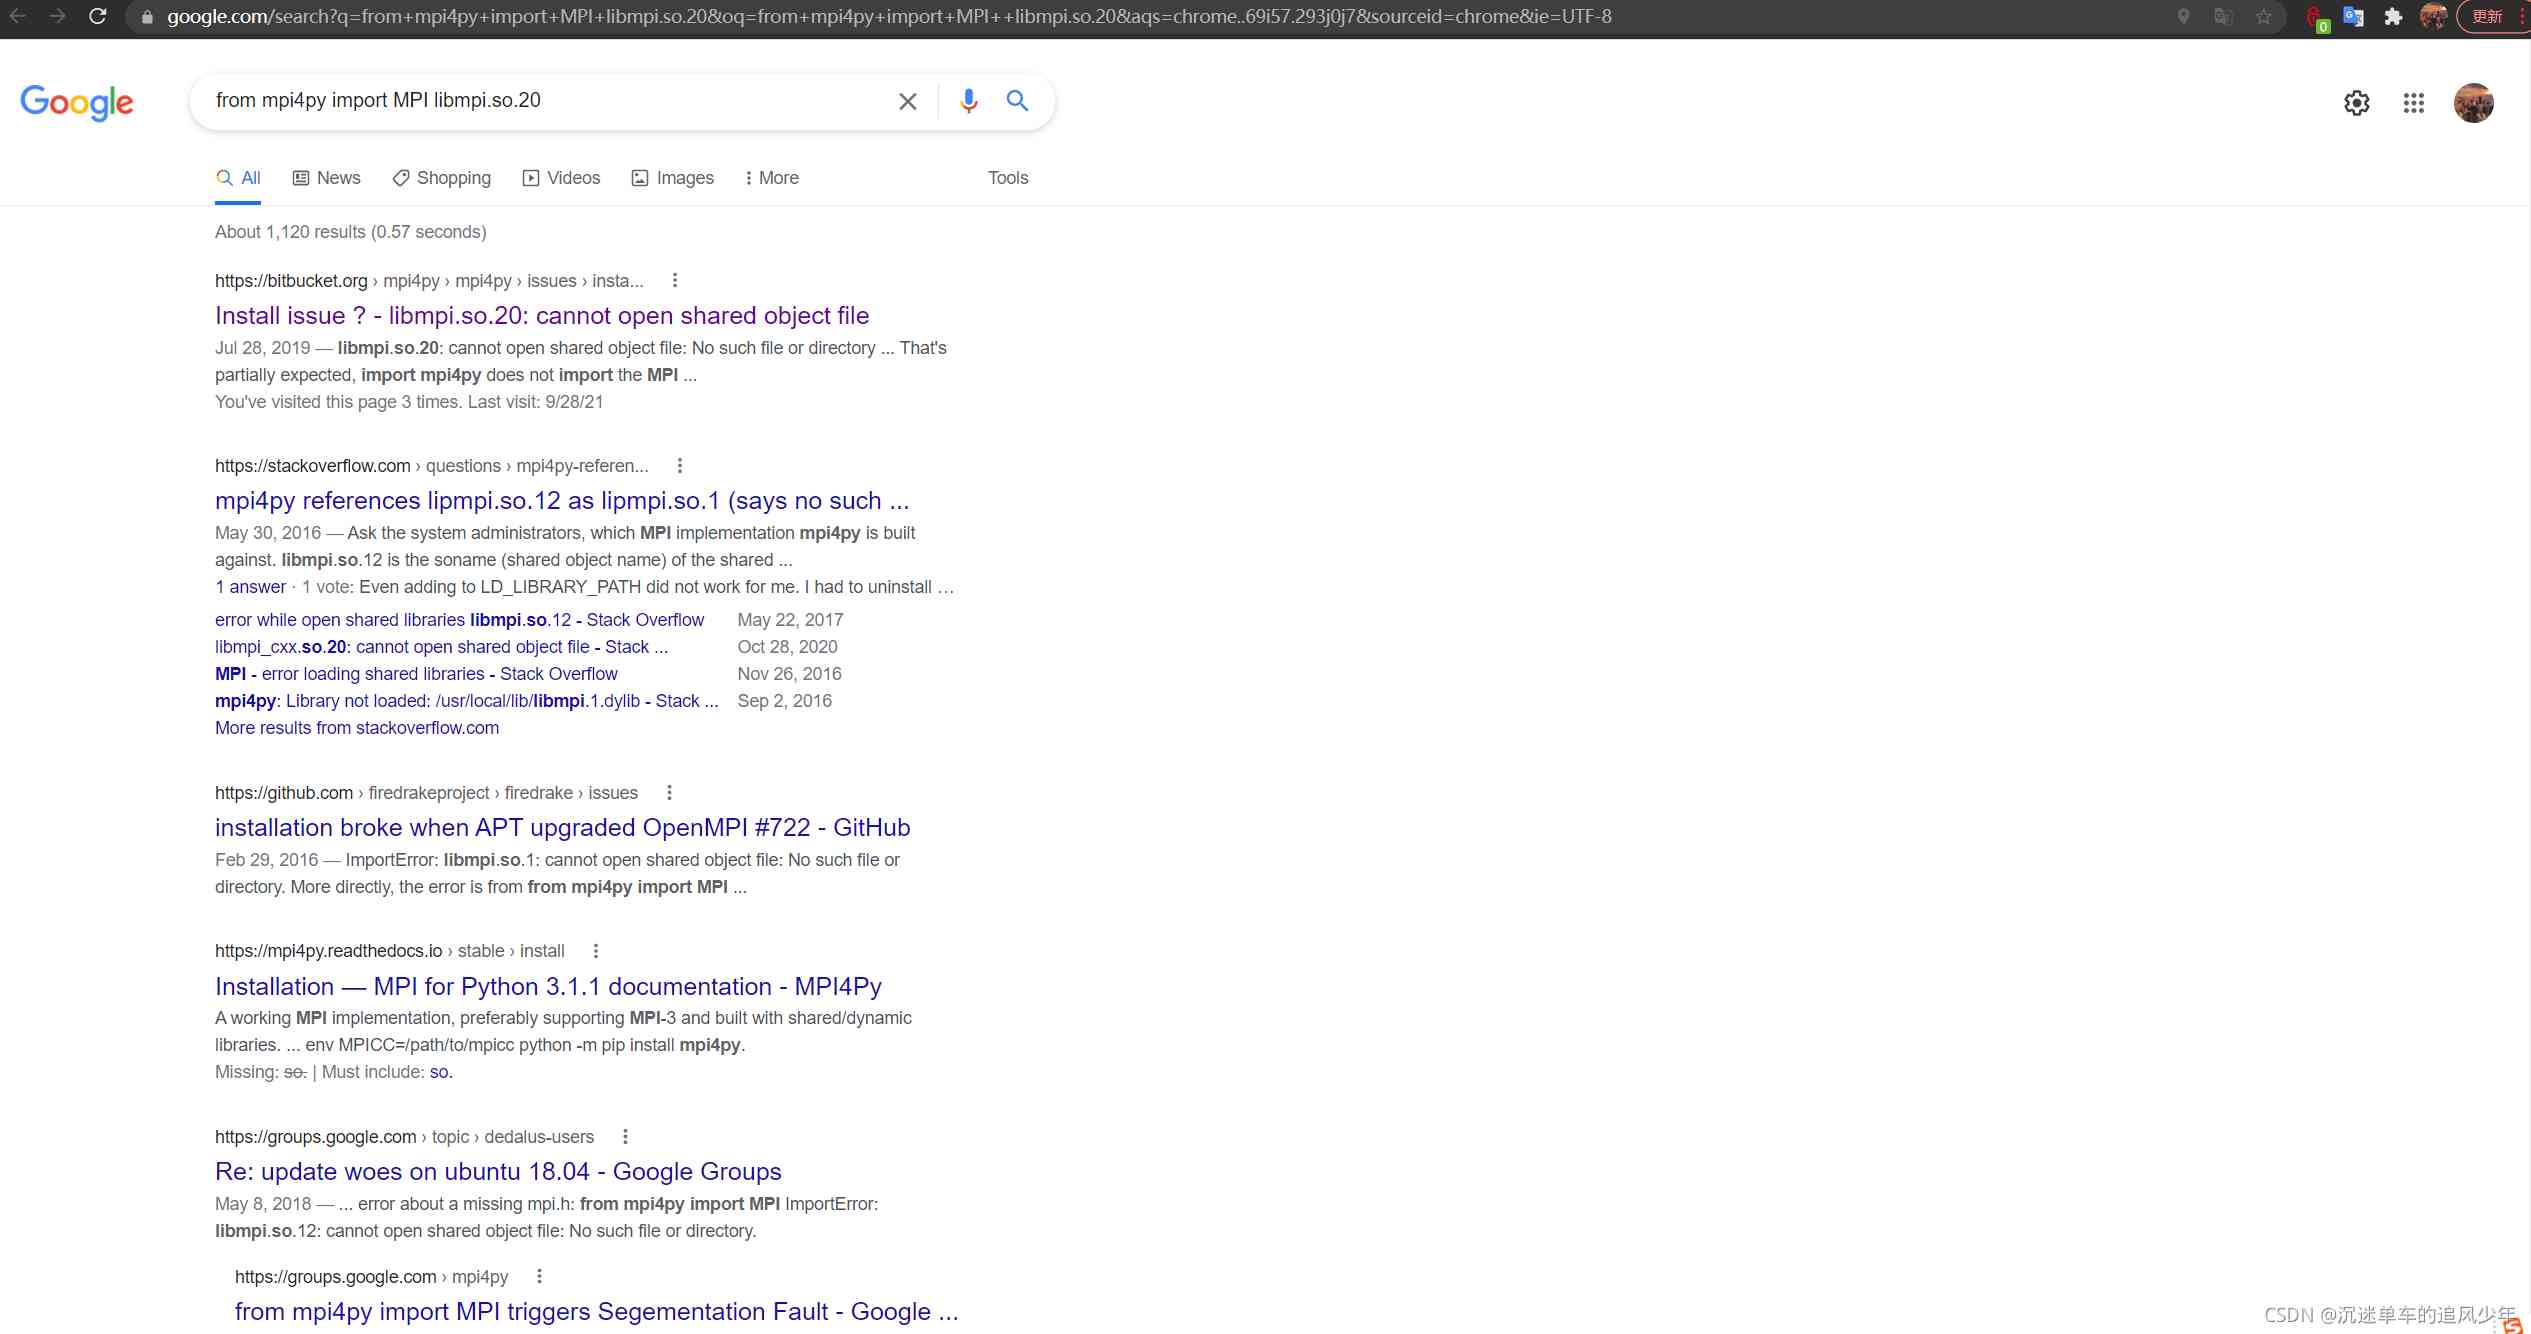 google.com/search?q=from+mpi4py+import+MPI+libmpi.so.20&oq=from+mpi4py+import+MPI++libmpi.so.20&aqs=chrome..69i57.293j0j7&sourceid=chrome&ie=UTF-8
0
更新
Google
from mpi4py import MPI libmpi.so.20
All
News
Shopping
Videos
Images
More
Tools
About 1,120 results (0.57 seconds)
https://bitbucket.org › mpi4py › mpi4py › issues › insta...
Install issue ? - libmpi.so.20: cannot open shared object file
Jul 28, 2019 — libmpi.so.20: cannot open shared object file: No such file or directory ... That's
partially expected, import mpi4py does not import the MPI ...
You've visited this page 3 times. Last visit: 9/28/21
https://stackoverflow.com › questions › mpi4py-referen...
mpi4py references lipmpi.so.12 as lipmpi.so.1 (says no such ...
May 30, 2016 — Ask the system administrators, which MPI implementation mpi4py is built
against. libmpi.so.12 is the soname (shared object name) of the shared ...
1 answer · 1 vote: Even adding to LD_LIBRARY_PATH did not work for me. I had to uninstall …
error while open shared libraries libmpi.so.12 - Stack Overflow May 22, 2017
libmpi_cxx.so.20: cannot open shared object file - Stack ... Oct 28, 2020
MPI - error loading shared libraries - Stack Overflow Nov 26, 2016
mpi4py: Library not loaded: /usr/local/lib/libmpi.1.dylib - Stack ... Sep 2, 2016
More results from stackoverflow.com
https://github.com › firedrakeproject › firedrake › issues
installation broke when APT upgraded OpenMPI #722 - GitHub
Feb 29, 2016 — ImportError: libmpi.so.1: cannot open shared object file: No such file or
directory. More directly, the error is from from mpi4py import MPI ...
https://mpi4py.readthedocs.io › stable › install
Installation — MPI for Python 3.1.1 documentation - MPI4Py
A working MPI implementation, preferably supporting MPI-3 and built with shared/dynamic
libraries. ... env MPICC=/path/to/mpicc python -m pip install mpi4py.
Missing: so. | Must include: so.
https://groups.google.com › topic › dedalus-users
Re: update woes on ubuntu 18.04 - Google Groups
May 8, 2018 — ... error about a missing mpi.h: from mpi4py import MPI ImportError:
libmpi.so.12: cannot open shared object file: No such file or directory.
https://groups.google.com › mpi4py
from mpi4py import MPI triggers Segementation Fault - Google ...
CSDN @沉迷单车的追风少年